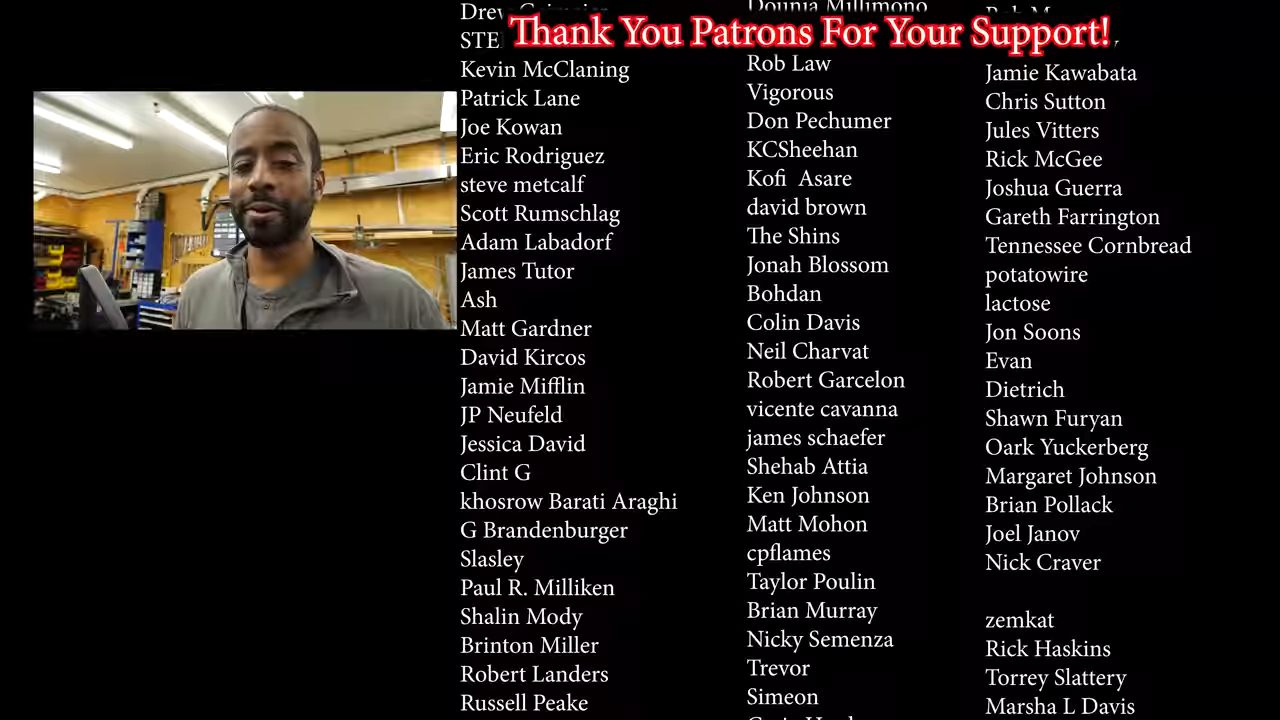 Thank You Patrons For Your Support!
Drew
STE
Kevin McClaning
Patrick Lane
Joe Kowan
Eric Rodriguez
steve metcalf
Scott Rumschlag
Adam Labadorf
James Tutor
Ash
Matt Gardner
David Kircos
Jamie Mifflin
JP Neufeld
Jessica David
Clint G
khosrow Barati Araghi
G Brandenburger
Slasley
Paul R. Milliken
Shalin Mody
Brinton Miller
Robert Landers
Russell Peake
Dounia Millimono
Rob Law
Vigorous
Don Pechumer
KCSheehan
Kofi Asare
david brown
The Shins
Jonah Blossom
Bohdan
Colin Davis
Neil Charvat
Robert Garcelon
vicente cavanna
james schaefer
Shehab Attia
Ken Johnson
Matt Mohon
cpflames
Taylor Poulin
Brian Murray
Nicky Semenza
Trevor
Simeon
Jamie Kawabata
Chris Sutton
Jules Vitters
Rick McGee
Joshua Guerra
Gareth Farrington
Tennessee Cornbread
potatowire
lactose
Jon Soons
Evan
Dietrich
Shawn Furyan
Oark Yuckerberg
Margaret Johnson
Brian Pollack
Joel Janov
Nick Craver
zemkat
Rick Haskins
Torrey Slattery
Marsha L Davis